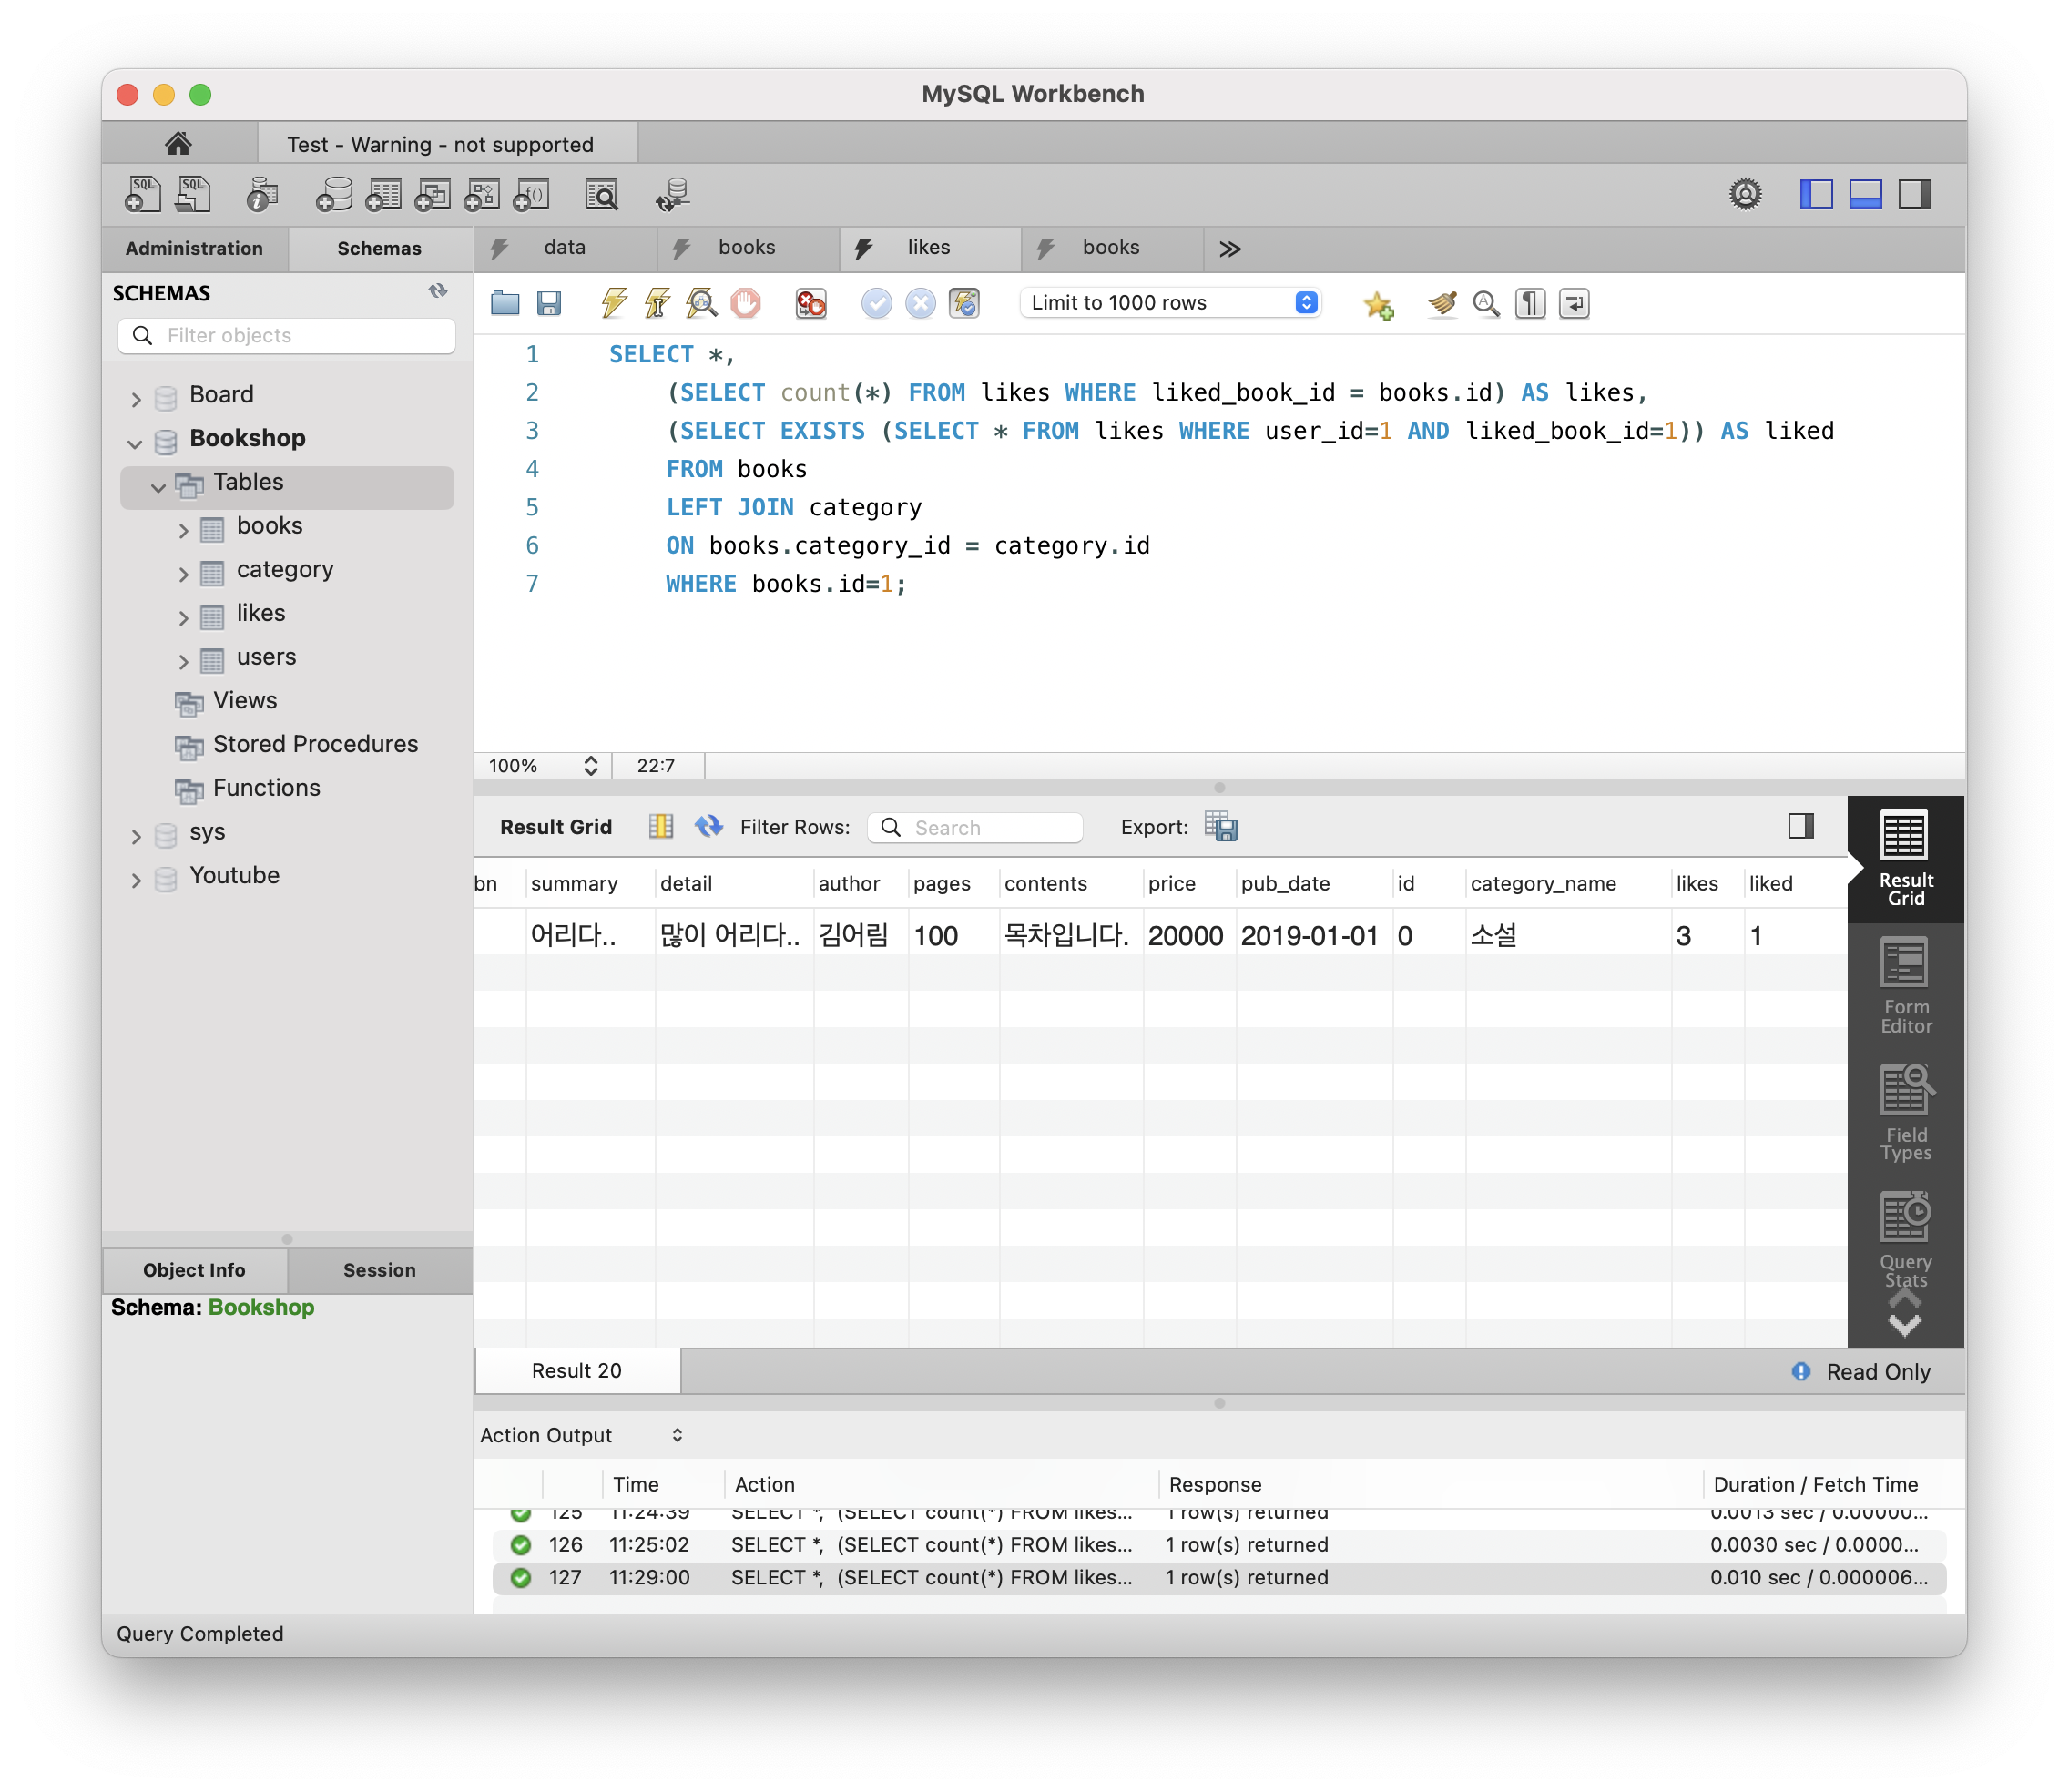 MySQL Workbench
Test - Warning - not supported
Administration
Schemas
data
books
likes
books
SCHEMAS
Filter objects
Limit to 1000 rows
Board
Bookshop
Tables
books
category
likes
users
Views
Stored Procedures
Functions
sys
Youtube
1 SELECT *,
2 (SELECT count(*) FROM likes WHERE liked_book_id = books.id) AS likes,
3 (SELECT EXISTS (SELECT * FROM likes WHERE user_id=1 AND liked_book_id=1)) AS liked
4 FROM books
5 LEFT JOIN category
6 ON books.category_id = category.id
7 WHERE books.id=1;
100% 22:7
Result Grid Filter Rows: Search Export:
bn summary detail author pages contents price pub_date id category_name likes liked
어리다.. 많이 어리다.. 김어림 100 목차입니다. 20000 2019-01-01 0 소설 3 1
Result
Grid
Form
Editor
Field
Types
Query
Stats
Object Info
Session
Schema: Bookshop
Result 20
Read Only
Action Output
Time Action Response Duration / Fetch Time
125 11:24:39 SELECT *, (SELECT count(*) FROM likes... 1 row(s) returned 0.0013 sec / 0.00000...
126 11:25:02 SELECT *, (SELECT count(*) FROM likes... 1 row(s) returned 0.0030 sec / 0.0000...
127 11:29:00 SELECT *, (SELECT count(*) FROM likes... 1 row(s) returned 0.010 sec / 0.000006...
Query Completed